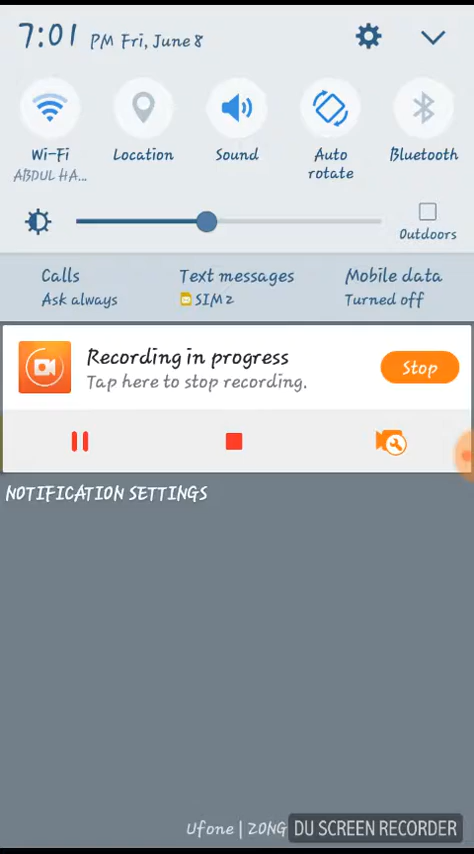 7:01 PM Fri, June 8
Wi-Fi Location Sound Auto rotate Bluetooth
ABDUL HA...
Outdoors
Calls Text messages Mobile data
Ask always SIM 2 Turned off
Recording in progress
Tap here to stop recording.
Stop
NOTIFICATION SETTINGS
Ufone | ZONG
DU SCREEN RECORDER